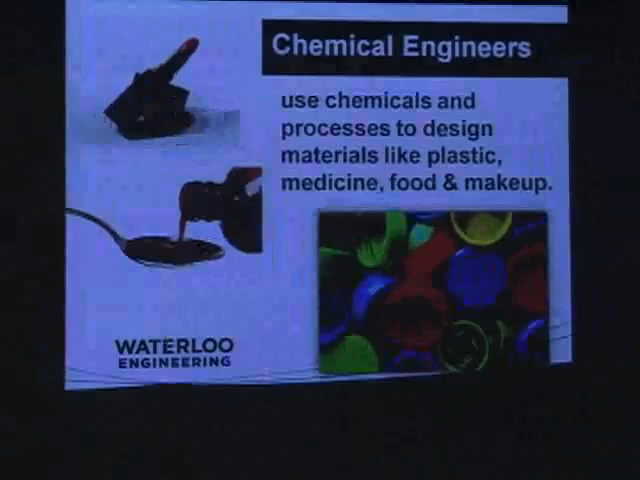 Chemical Engineers
use chemicals and
processes to design
materials like plastic,
medicine, food & makeup.
WATERLOO
ENGINEERING